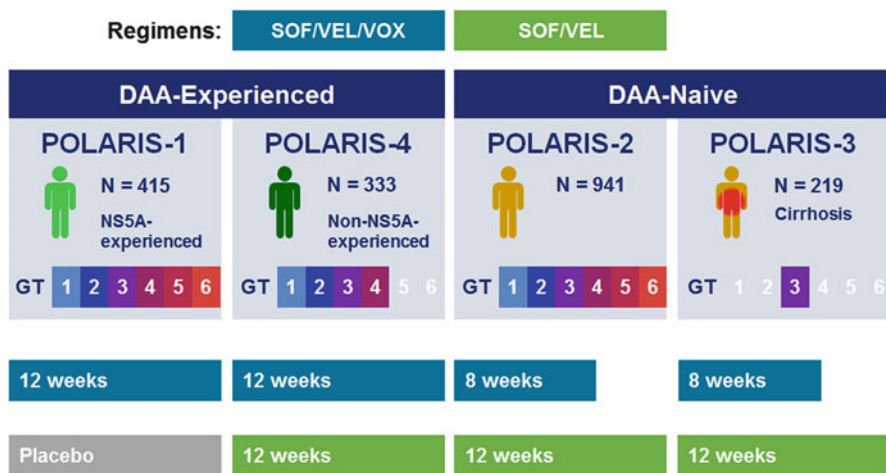 Regimens: SOF/VEL/VOX SOF/VEL
DAA-Experienced DAA-Naive
POLARIS-1 POLARIS-4 POLARIS-2 POLARIS-3
N = 415 N = 333 N = 941 N = 219
NS5A-
experienced
Non-NS5A-
experienced
Cirrhosis
GT 1 2 3 4 5 6 GT 1 2 3 4 5 6 GT 1 2 3 4 5 6 GT 1 2 3 4 5 6
12 weeks 12 weeks 8 weeks 8 weeks
Placebo 12 weeks 12 weeks 12 weeks